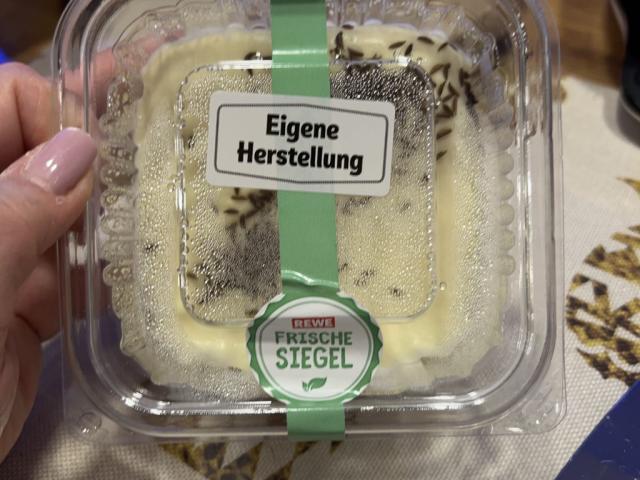 Eigene
Herstellung
REWE
FRISCHE
SIEGEL